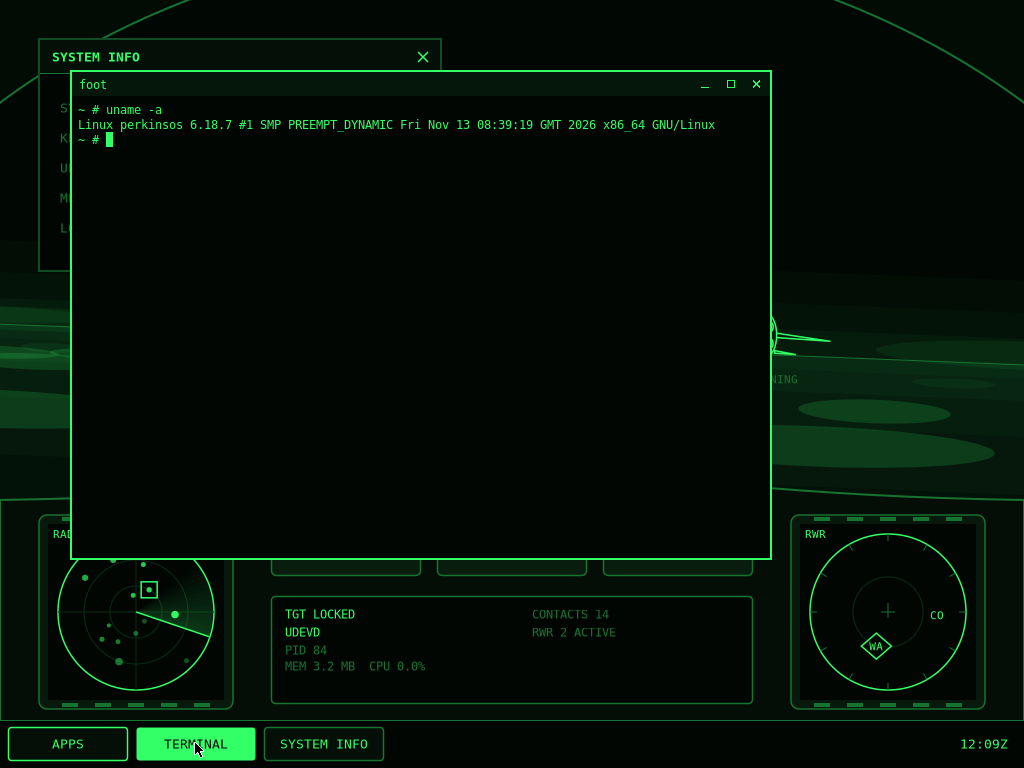 SYSTEM INFO
foot
~ # uname -a
Linux perkinsos 6.18.7 #1 SMP PREEMPT_DYNAMIC Fri Nov 13 08:39:19 GMT 2026 x86_64 GNU/Linux
~ #
RWR
CO
WA
TGT LOCKED
CONTACTS 14
UDEVD
RWR 2 ACTIVE
PID 84
MEM 3.2 MB CPU 0.0%
APPS
TERMINAL
SYSTEM INFO
12:09Z